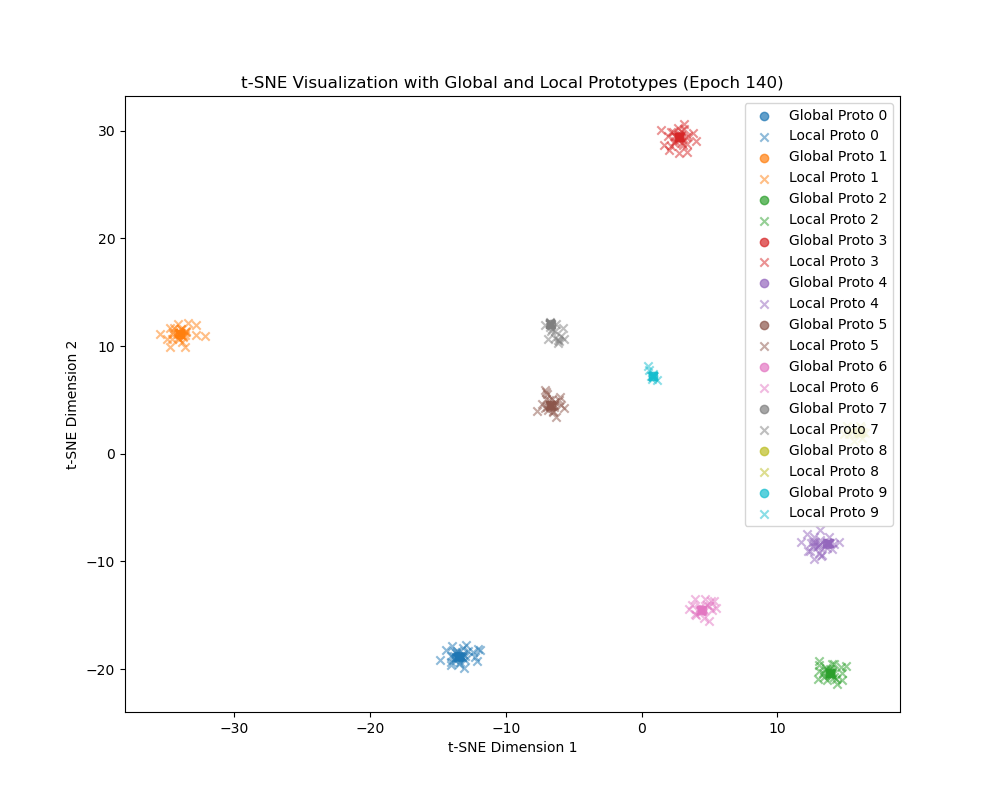 t-SNE Visualization with Global and Local Prototypes (Epoch 140)
30
20
10
0
−10
−20
t-SNE Dimension 2
−30
−20
−10
0
10
t-SNE Dimension 1
Global Proto 0
Local Proto 0
Global Proto 1
Local Proto 1
Global Proto 2
Local Proto 2
Global Proto 3
Local Proto 3
Global Proto 4
Local Proto 4
Global Proto 5
Local Proto 5
Global Proto 6
Local Proto 6
Global Proto 7
Local Proto 7
Global Proto 8
Local Proto 8
Global Proto 9
Local Proto 9